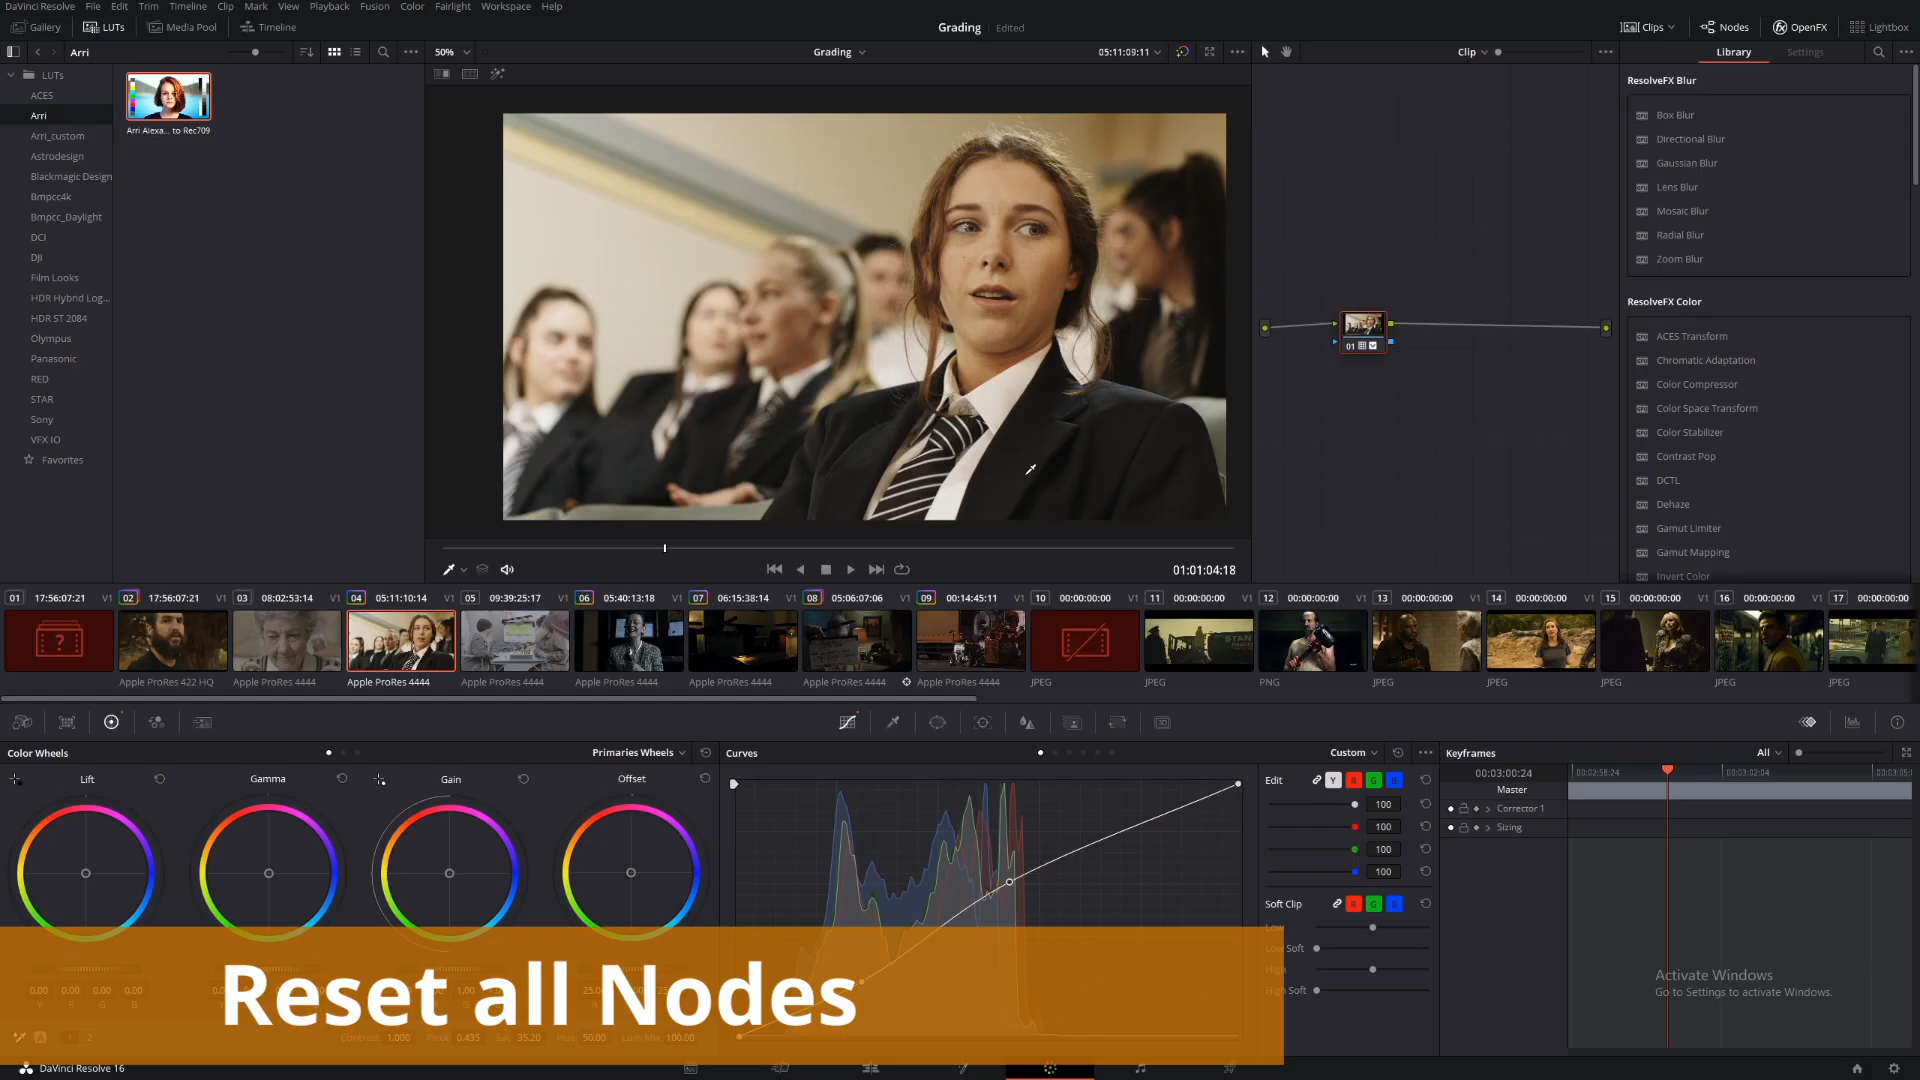 DaVinci Resolve File Edit Trim Timeline Clip Mark View Playback Fusion Color Fairlight Workspace Help
Gallery LUTs Media Pool Timeline Grading Edited Clips Nodes OpenFX Lightbox
Arri 50% Grading 05:11:09:11 Clip Library Settings
LUTs
ACES
Arri
Arri_custom
Astrodesign
Blackmagic Design
Bmpcc4k
Bmpcc_Daylight
DCI
DJI
Film Looks
HDR Hybrid Log...
HDR ST 2084
Olympus
Panasonic
RED
STAR
Sony
VFX IO
Favorites
Arri Alexa... to Rec709
01
ResolveFX Blur
Box Blur
Directional Blur
Gaussian Blur
Lens Blur
Mosaic Blur
Radial Blur
Zoom Blur
ResolveFX Color
ACES Transform
Chromatic Adaptation
Color Compressor
Color Space Transform
Color Stabilizer
Contrast Pop
DCTL
Dehaze
Gamut Limiter
Gamut Mapping
Invert Color
01:01:04:18
01 17:56:07:21 V1 02 17:56:07:21 V1 03 08:02:53:14 V1 04 05:11:10:14 V1 05 09:39:25:17 V1 06 05:40:13:18 V1 07 06:15:38:14 V1 08 05:06:07:06 V1 09 00:14:45:11 V1 10 00:00:00:00 V1 11 00:00:00:00 V1 12 00:00:00:00 V1 13 00:00:00:00 V1 14 00:00:00:00 V1 15 00:00:00:00 V1 16 00:00:00:00 V1 17 00:00:00:00
Apple ProRes 422 HQ Apple ProRes 4444 Apple ProRes 4444 Apple ProRes 4444 Apple ProRes 4444 Apple ProRes 4444 Apple ProRes 4444 Apple ProRes 4444 JPEG JPEG PNG JPEG JPEG JPEG JPEG JPEG
Color Wheels Primaries Wheels
Lift Gamma Gain Offset
0.00 0.00 0.00 0.00
Y R G B
A 1 2 Contrast 1.000 Pivot 0.435 Sat 35.20 Hue 50.00 Lum Mix 100.00
Curves Custom
Edit Y R G B
100
100
100
100
Soft Clip R G B
Low
Low Soft
High
High Soft
Keyframes All
00:03:00:24 00:02:58:24 00:03:02:04 00:03:05:
Master
Corrector 1
Sizing
Reset all Nodes
Activate Windows
Go to Settings to activate Windows.
DaVinci Resolve 16